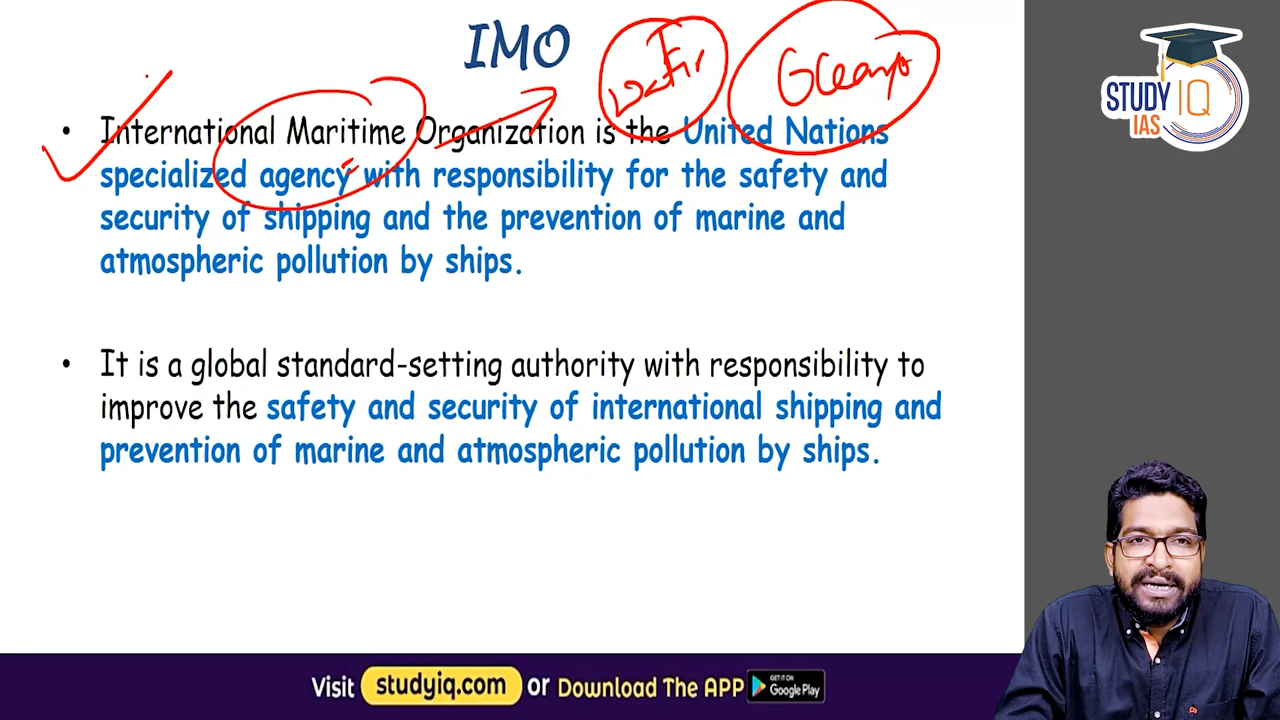 IMO
• International Maritime Organization is the United Nations
specialized agency with responsibility for the safety and
security of shipping and the prevention of marine and
atmospheric pollution by ships.
• It is a global standard-setting authority with responsibility to
improve the safety and security of international shipping and
prevention of marine and atmospheric pollution by ships.
STUDY IQ
IAS
Visit studyiq.com or Download The APP GET IT ON Google Play